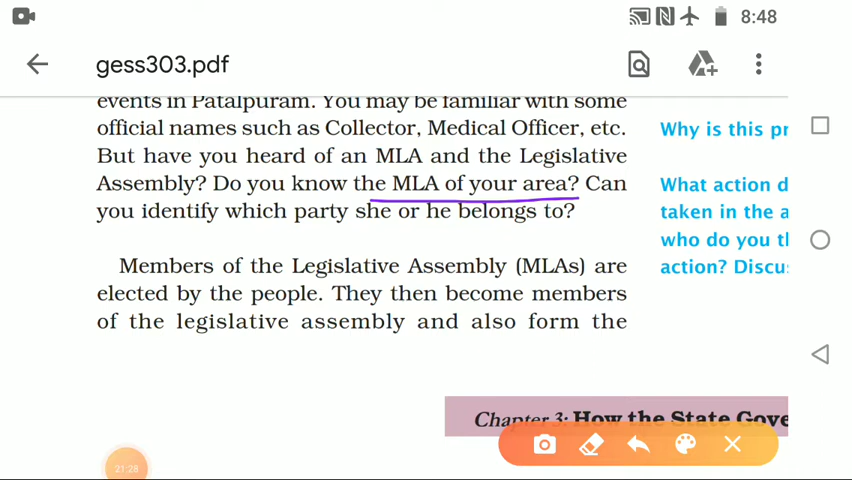 8:48
gess303.pdf
events in Patalpuram. You may be familiar with some
official names such as Collector, Medical Officer, etc.
But have you heard of an MLA and the Legislative
Assembly? Do you know the MLA of your area? Can
you identify which party she or he belongs to?
Members of the Legislative Assembly (MLAs) are
elected by the people. They then become members
of the legislative assembly and also form the
Why is this pr
What action d
taken in the a
who do you th
action? Discu
Chapter 3: How the State Gove
21:28